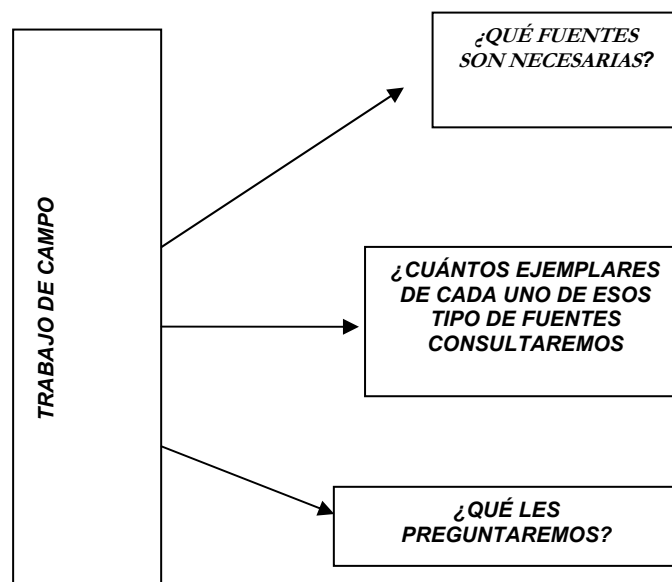 TRABAJO DE CAMPO
¿QUÉ FUENTES
SON NECESARIAS?
¿CUÁNTOS EJEMPLARES
DE CADA UNO DE ESOS
TIPO DE FUENTES
CONSULTAREMOS
¿QUÉ LES
PREGUNTAREMOS?